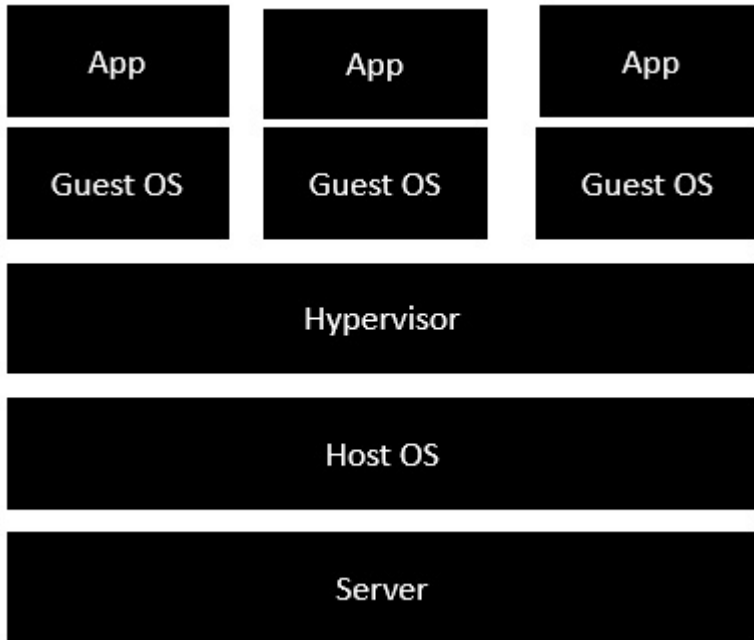 App
App
App
Guest OS
Guest OS
Guest OS
Hypervisor
Host OS
Server